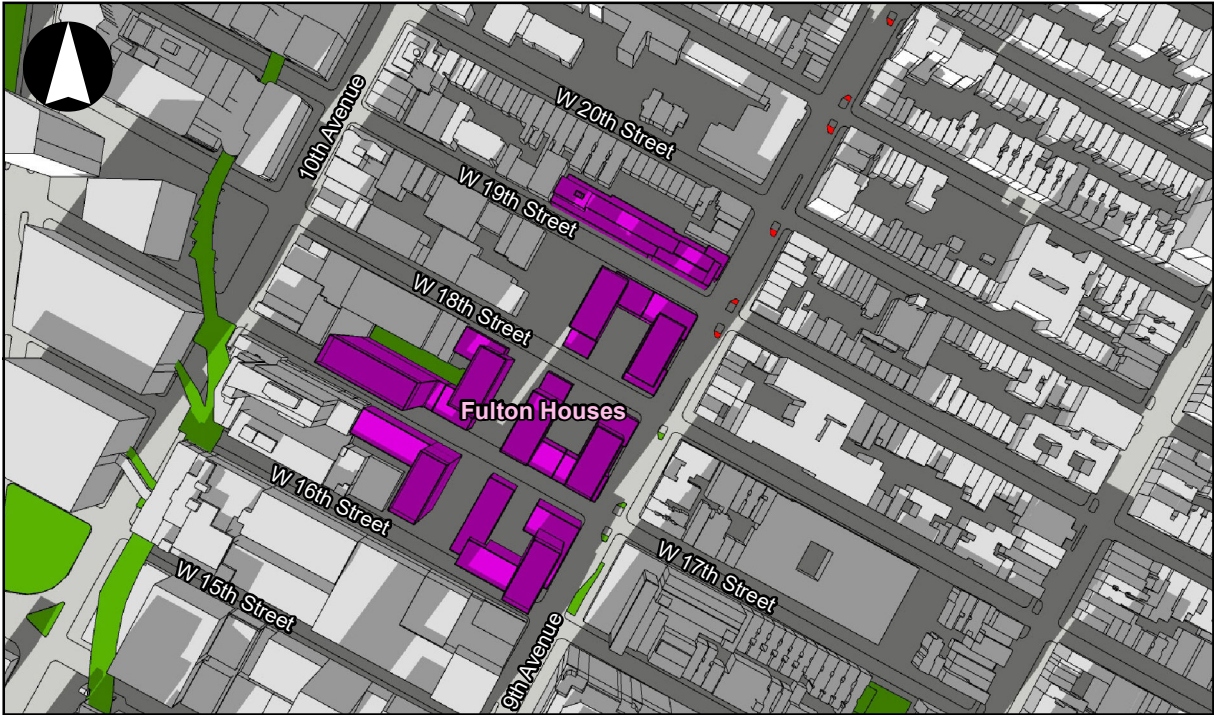 10th Avenue
W 20th Street
W 19th Street
W 18th Street
Fulton Houses
W 16th Street
W 17th Street
W 15th Street
9th Avenue